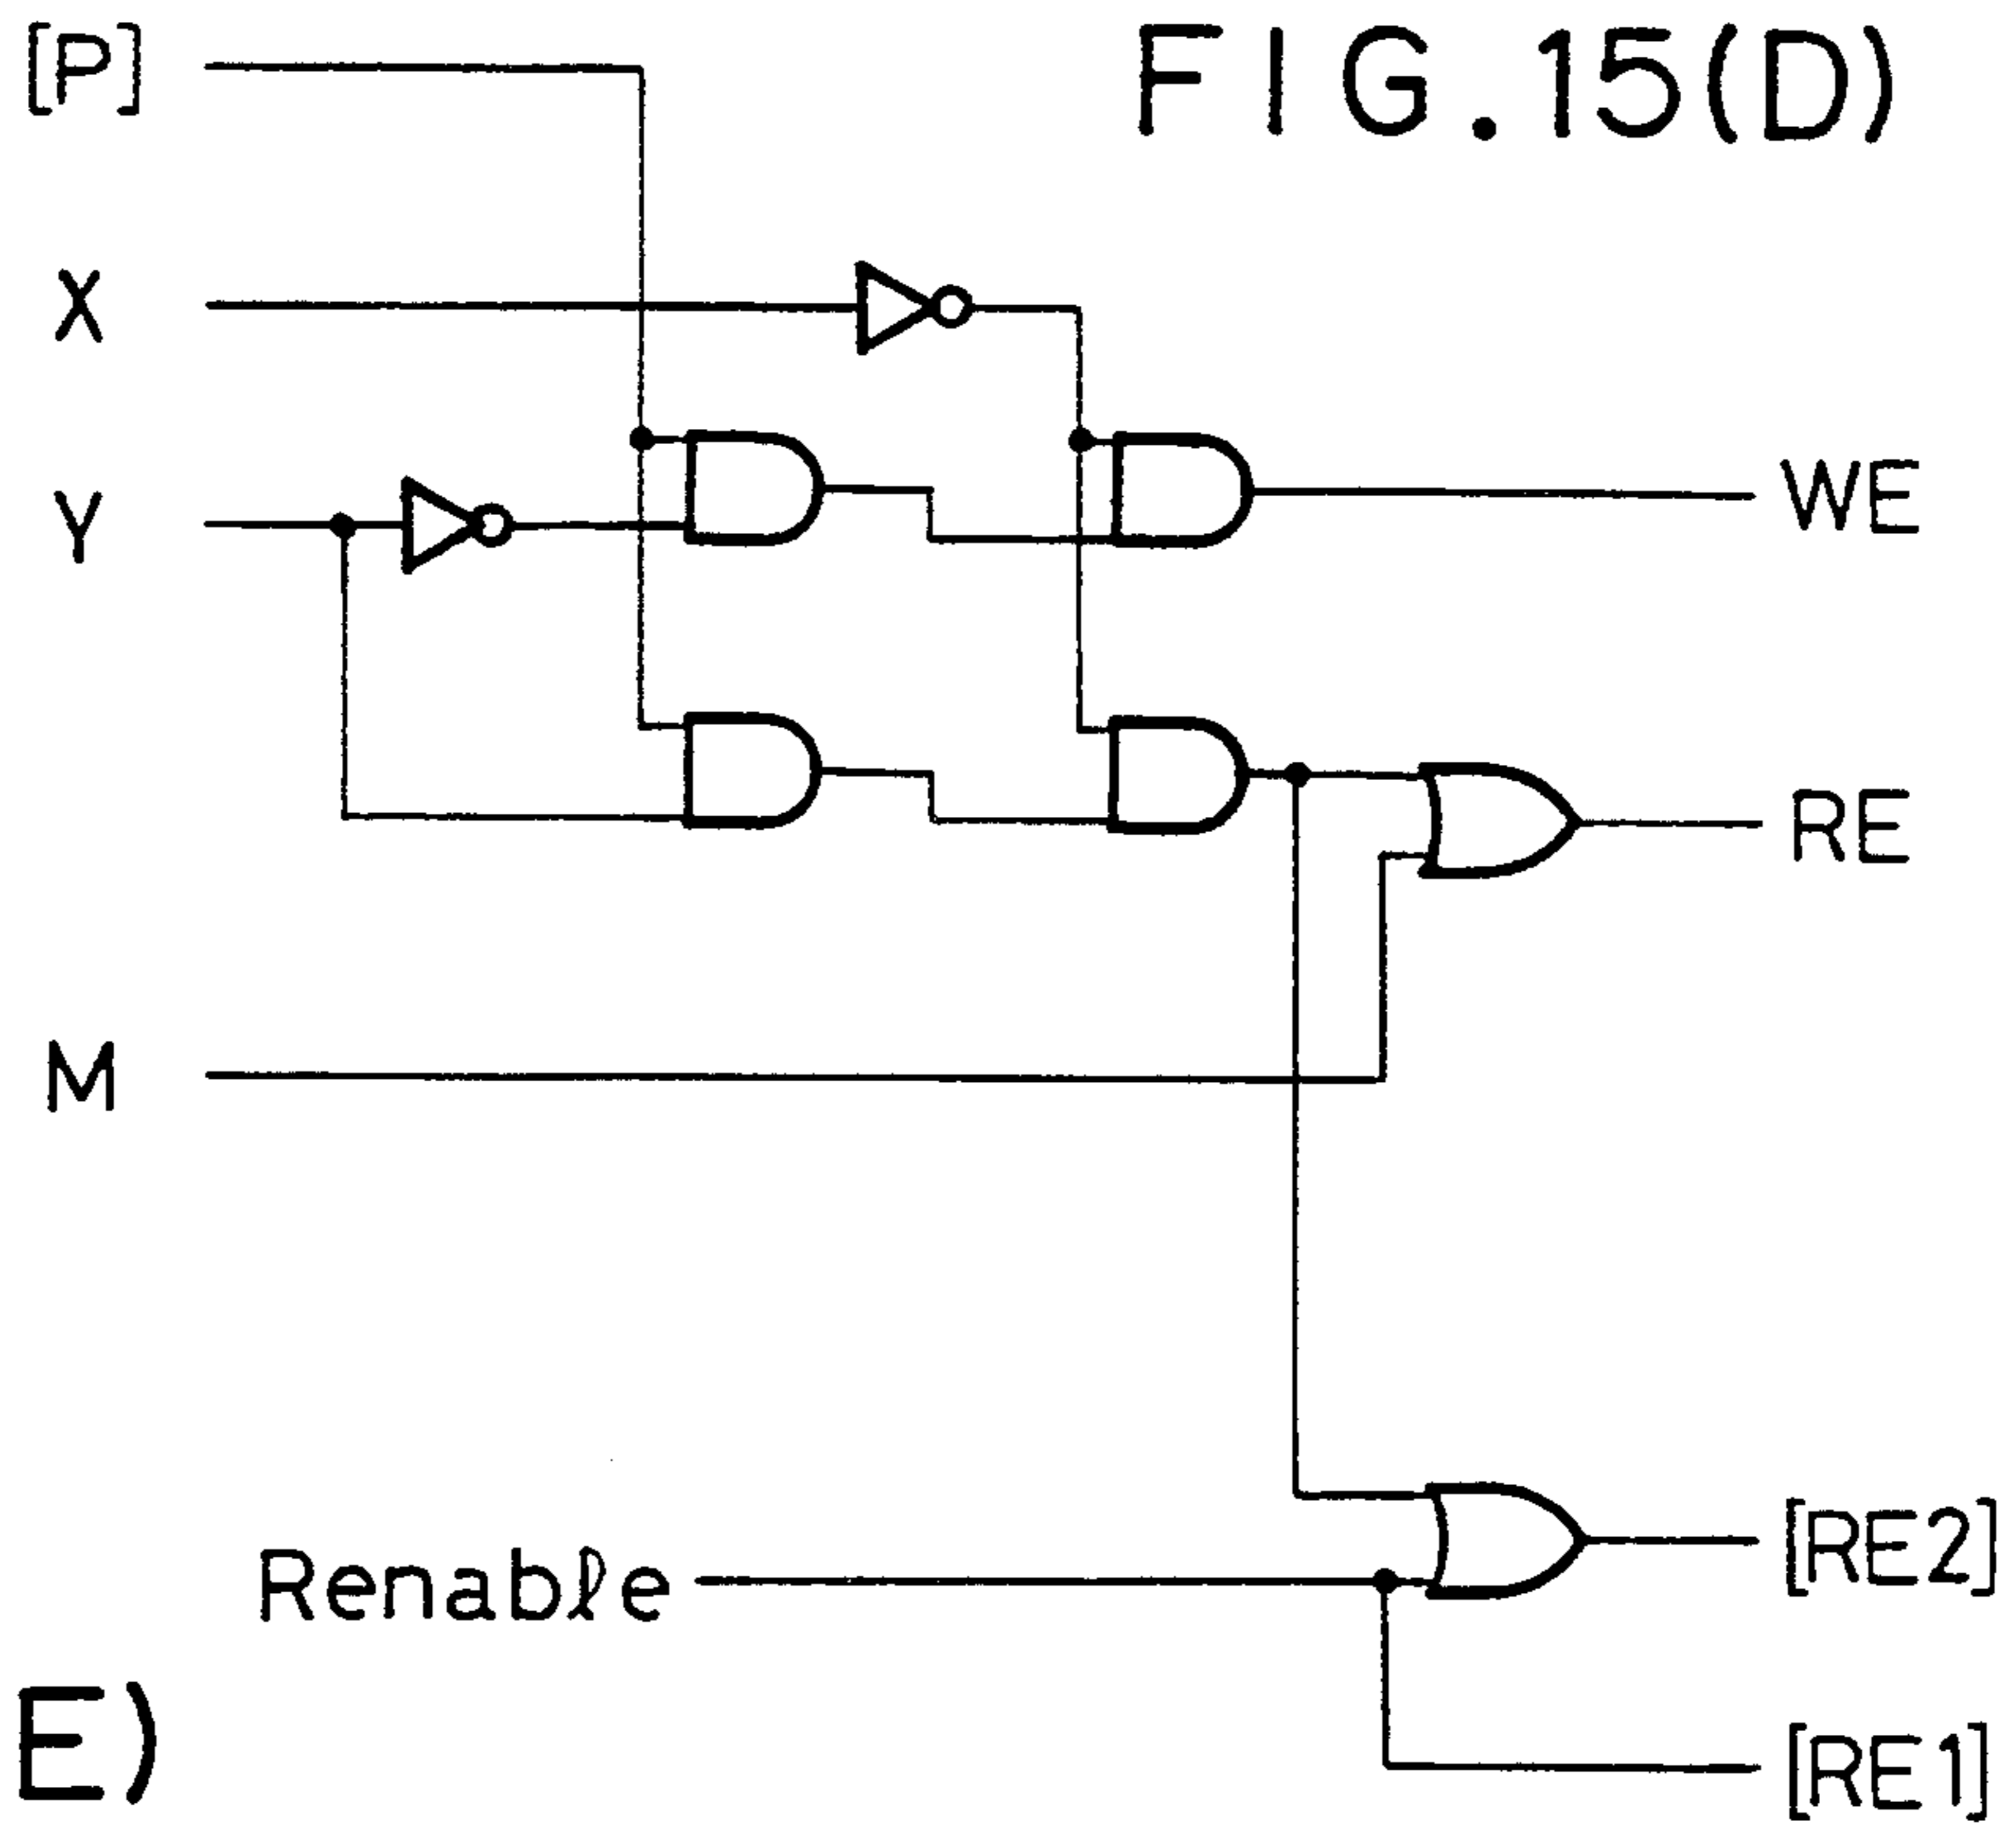 [P]
FIG.15(D)
X
Y
WE
RE
M
[RE2]
Renable
E)
[RE1]